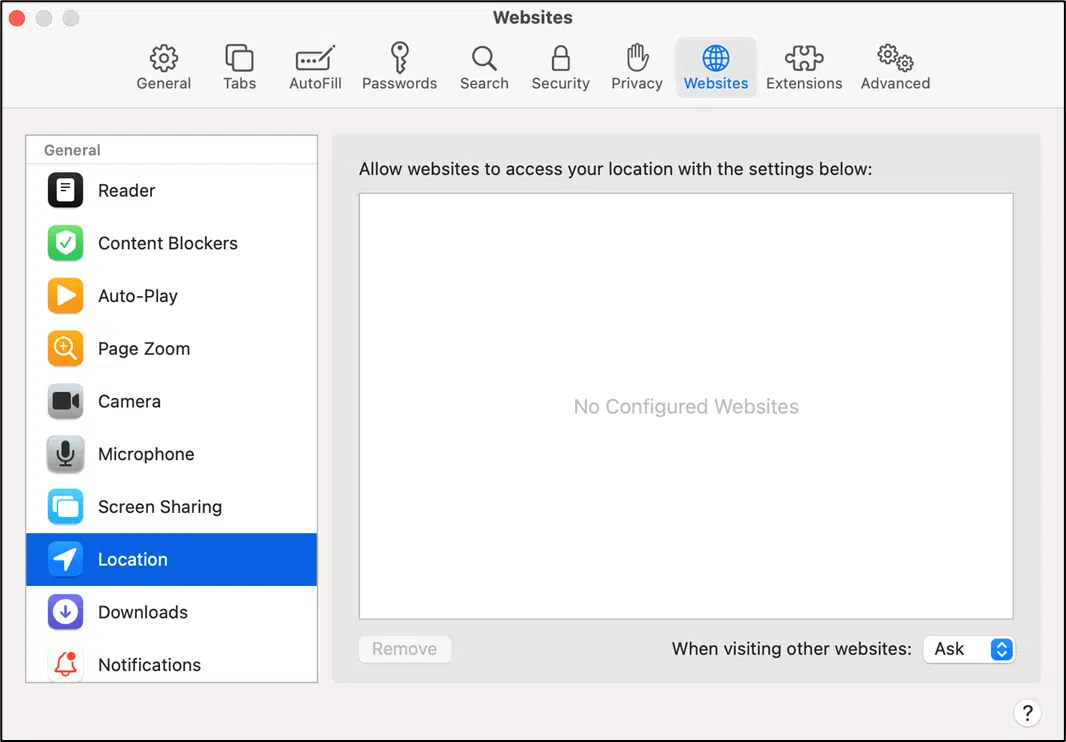 Websites
General
Tabs
AutoFill
Passwords
Search
Security
Privacy
Websites
Extensions
Advanced
General
Reader
Content Blockers
Auto-Play
Page Zoom
Camera
Microphone
Screen Sharing
Location
Downloads
Notifications
Allow websites to access your location with the settings below:
No Configured Websites
Remove
When visiting other websites: Ask
?